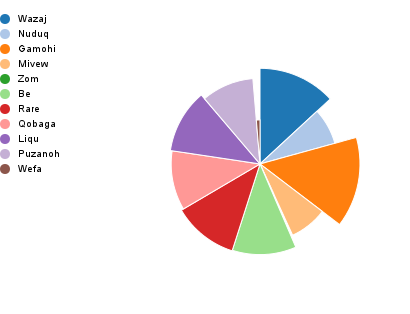 Wazaj
Nuduq
Gamohi
Mivew
Zom
Be
Rare
Qobaga
Liqu
Puzanoh
Wefa